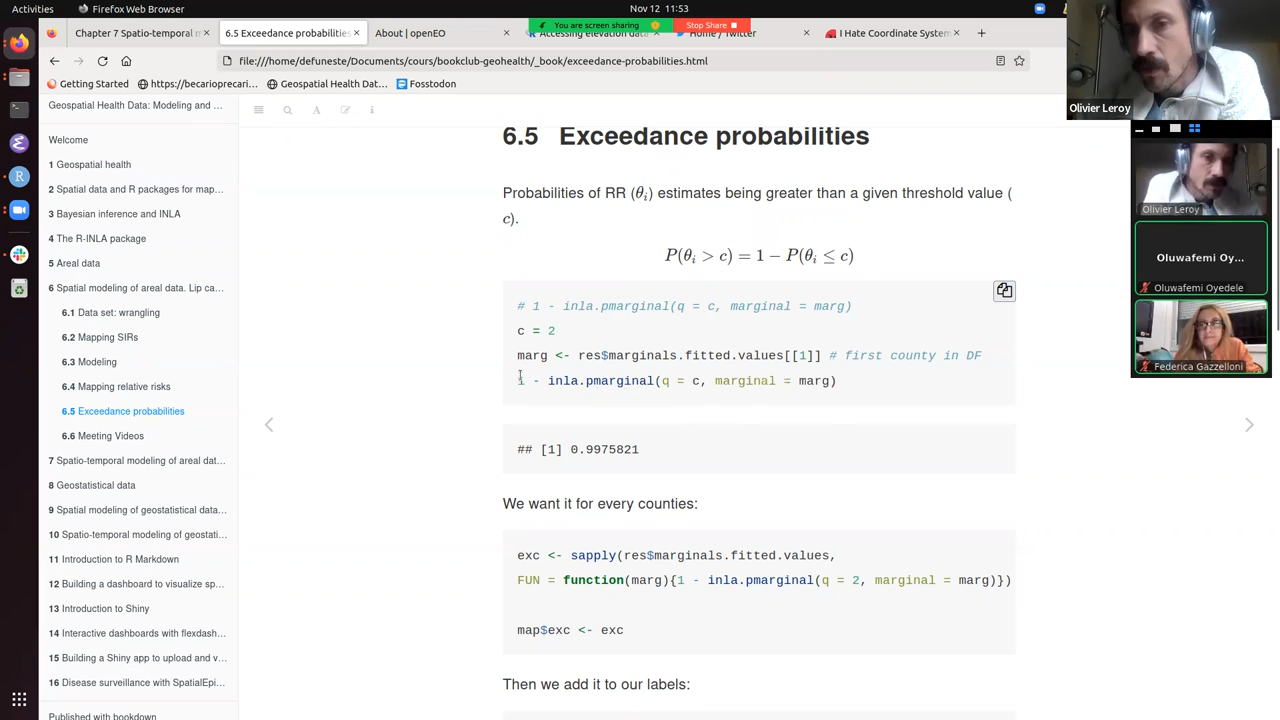 Activities
Firefox Web Browser
Nov 12 11:53
You are screen sharing
Stop Share
Chapter 7 Spatio-temporal m
6.5 Exceedance probabilities
About | openEO
Accessing elevation data
Home / Twitter
I Hate Coordinate System
file:///home/defuneste/Documents/cours/bookclub-geohealth/_book/exceedance-probabilities.html
Getting Started
https://becarioprecari…
Geospatial Health Dat…
Fosstodon
Olivier Leroy
Geospatial Health Data: Modeling and …
Welcome
1 Geospatial health
2 Spatial data and R packages for map…
3 Bayesian inference and INLA
4 The R-INLA package
5 Areal data
6 Spatial modeling of areal data. Lip ca…
6.1 Data set: wrangling
6.2 Mapping SIRs
6.3 Modeling
6.4 Mapping relative risks
6.5 Exceedance probabilities
6.6 Meeting Videos
7 Spatio-temporal modeling of areal dat…
8 Geostatistical data
9 Spatial modeling of geostatistical data…
10 Spatio-temporal modeling of geostati…
11 Introduction to R Markdown
12 Building a dashboard to visualize sp…
13 Introduction to Shiny
14 Interactive dashboards with flexdash…
15 Building a Shiny app to upload and v…
16 Disease surveillance with SpatialEpi…
Published with bookdown
6.5 Exceedance probabilities
Probabilities of RR (θi) estimates being greater than a given threshold value (
c).
P(θi > c) = 1 − P(θi ≤ c)
# 1 - inla.pmarginal(q = c, marginal = marg)
c = 2
marg <- res$marginals.fitted.values[[1]] # first county in DF
1 - inla.pmarginal(q = c, marginal = marg)
## [1] 0.9975821
We want it for every counties:
exc <- sapply(res$marginals.fitted.values,
FUN = function(marg){1 - inla.pmarginal(q = 2, marginal = marg)})
map$exc <- exc
Then we add it to our labels:
Olivier Leroy
Oluwafemi Oy...
Oluwafemi Oyedele
Federica Gazzelloni